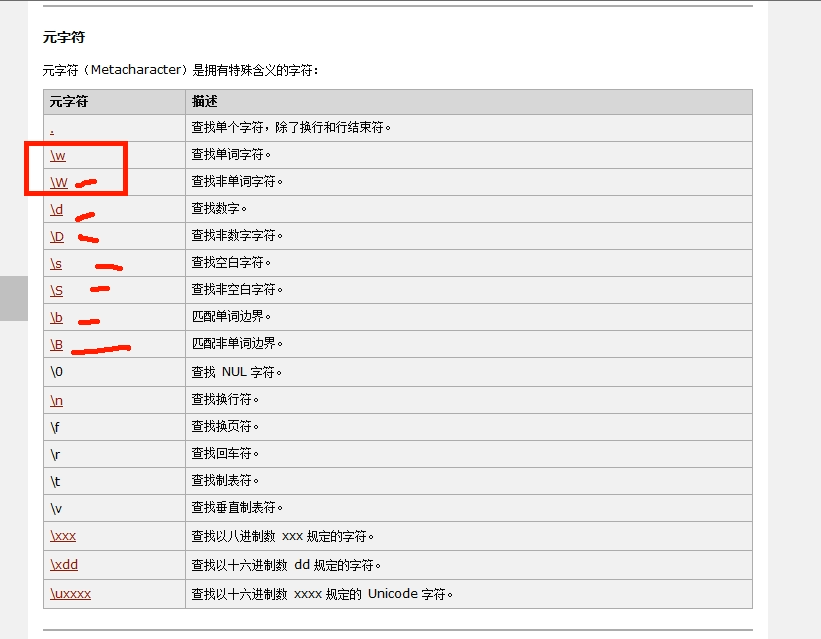 元字符
元字符（Metacharacter）是拥有特殊含义的字符：
元字符 描述
. 查找单个字符，除了换行和行结束符。
\w 查找单词字符。
\W 查找非单词字符。
\d 查找数字。
\D 查找非数字字符。
\s 查找空白字符。
\S 查找非空白字符。
\b 匹配单词边界。
\B 匹配非单词边界。
\0 查找 NUL 字符。
\n 查找换行符。
\f 查找换页符。
\r 查找回车符。
\t 查找制表符。
\v 查找垂直制表符。
\xxx 查找以八进制数 xxx 规定的字符。
\xdd 查找以十六进制数 dd 规定的字符。
\uxxxx 查找以十六进制数 xxxx 规定的 Unicode 字符。